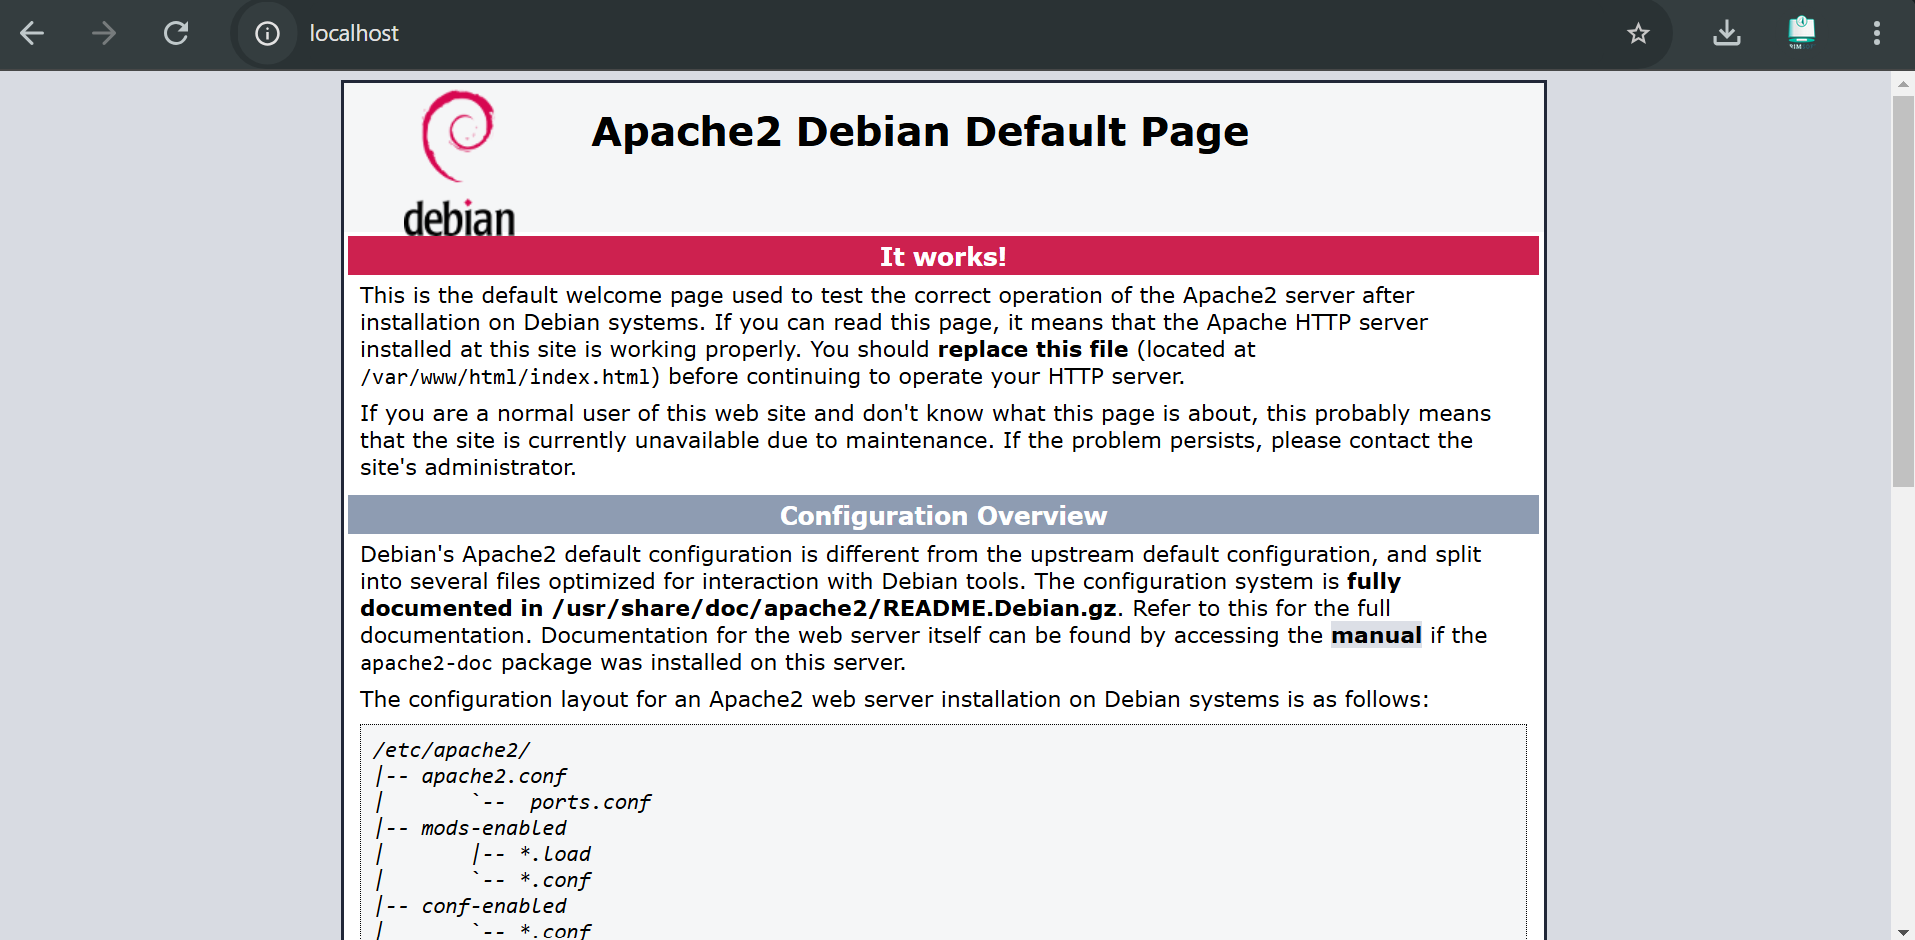 localhost
debian
Apache2 Debian Default Page
It works!
This is the default welcome page used to test the correct operation of the Apache2 server after
installation on Debian systems. If you can read this page, it means that the Apache HTTP server
installed at this site is working properly. You should replace this file (located at
/var/www/html/index.html) before continuing to operate your HTTP server.
If you are a normal user of this web site and don't know what this page is about, this probably means
that the site is currently unavailable due to maintenance. If the problem persists, please contact the
site's administrator.
Configuration Overview
Debian's Apache2 default configuration is different from the upstream default configuration, and split
into several files optimized for interaction with Debian tools. The configuration system is fully
documented in /usr/share/doc/apache2/README.Debian.gz. Refer to this for the full
documentation. Documentation for the web server itself can be found by accessing the manual if the
apache2-doc package was installed on this server.
The configuration layout for an Apache2 web server installation on Debian systems is as follows:
/etc/apache2/
|-- apache2.conf
|       `--  ports.conf
|-- mods-enabled
|       |-- *.load
|       `-- *.conf
|-- conf-enabled
|       `-- *.conf